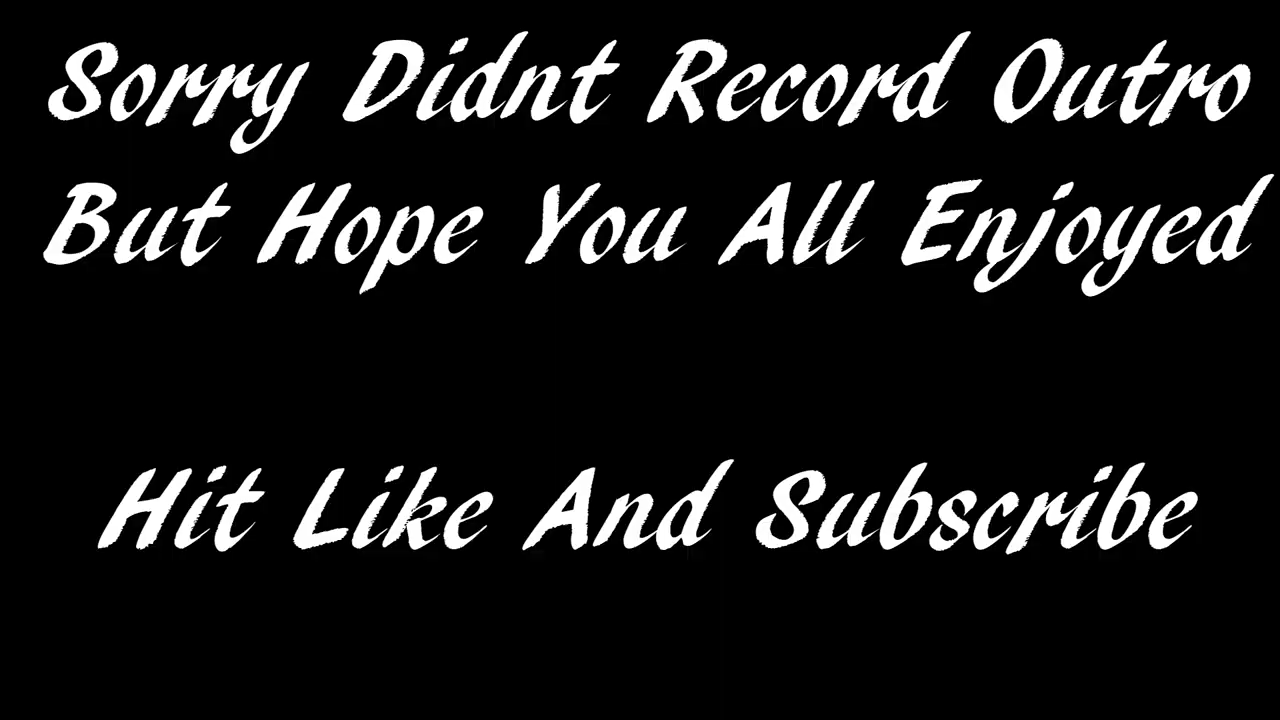 Sorry Didnt Record Outro
But Hope You All Enjoyed
Hit Like And Subscribe